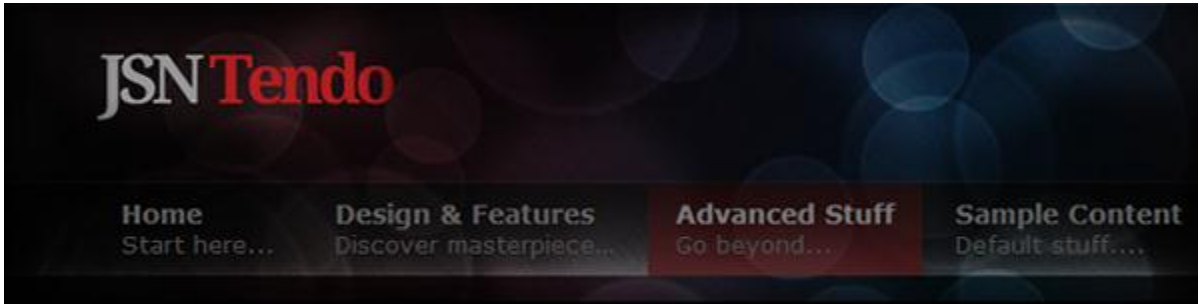 JSN Tendo
Home Design & Features Advanced Stuff Sample Content
Start here... Discover masterpiece... Go beyond... Default stuff....